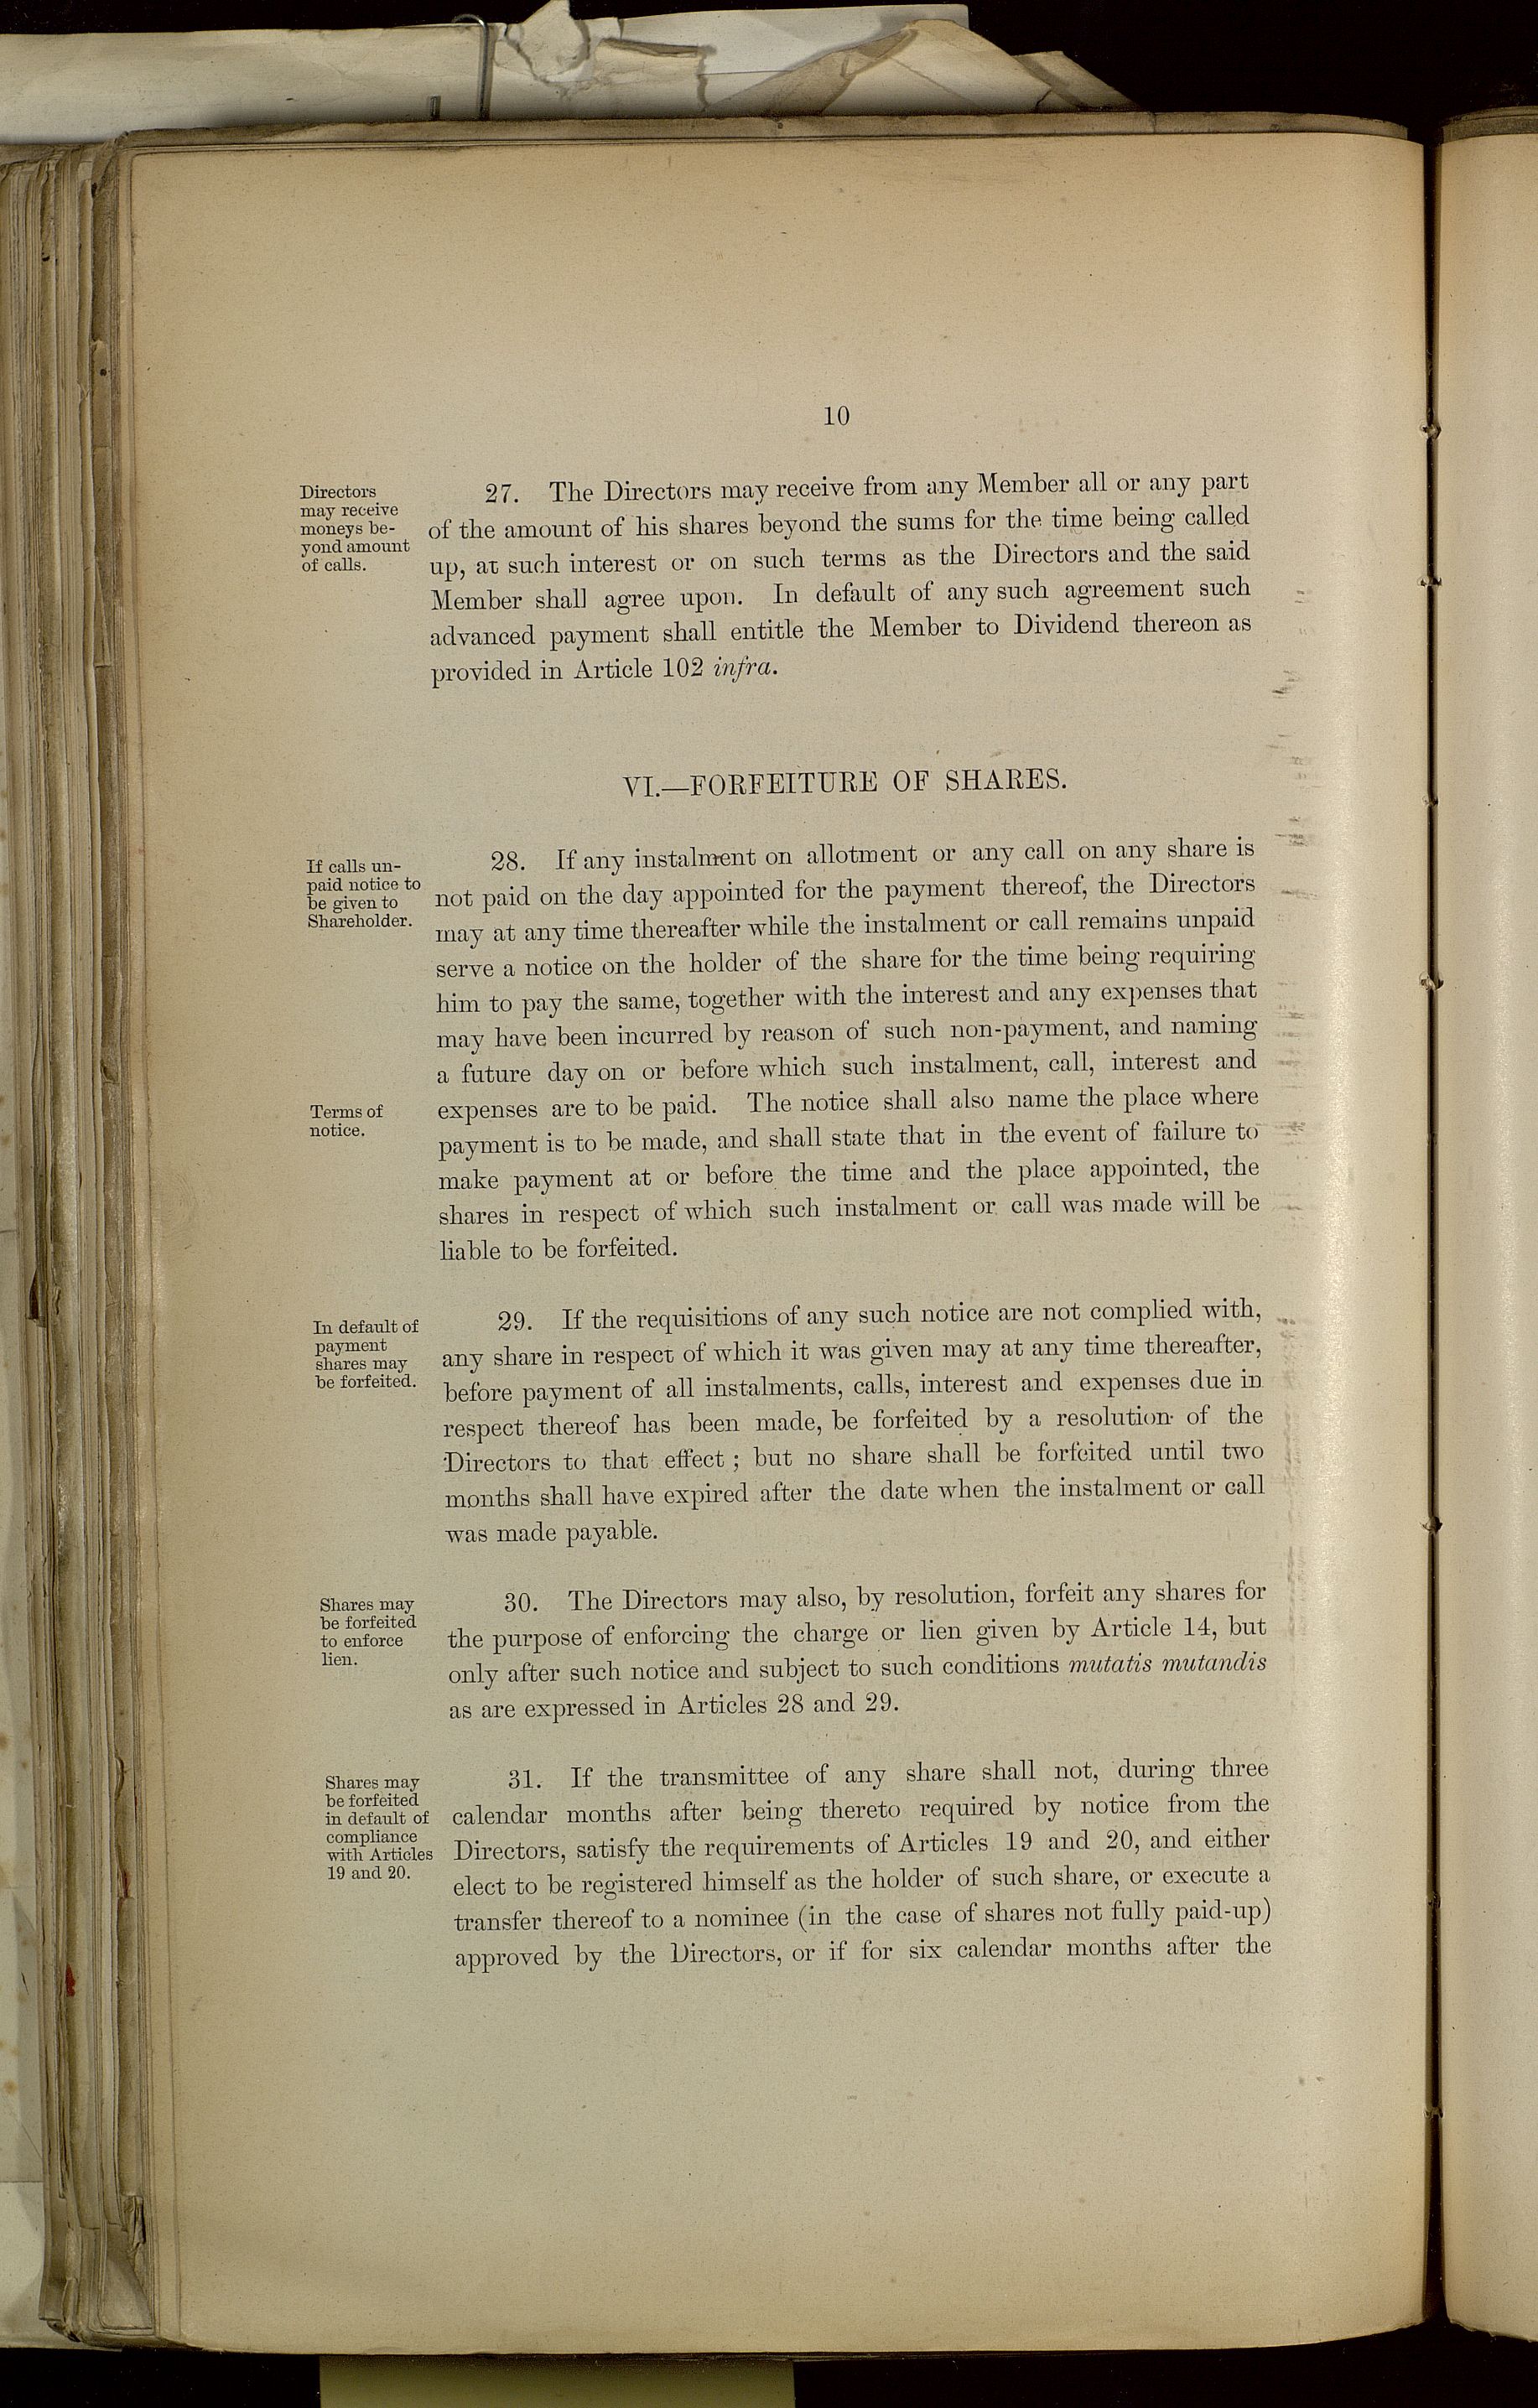 10
Directors
may receive
moneys be-
yond amount
of calls.
27. The Directors may receive from any Member all or any part
of the amount of his shares beyond the sums for the time being called
up, at such interest or on such terms as the Directors and the said
Member shall agree upon. In default of any such agreement such
advanced payment shall entitle the Member to Dividend thereon as
provided in Article 102 infra.
VI.—FORFEITURE OF SHARES.
If calls un-
paid notice to
be given to
Shareholder.
28. If any instalment on allotment or any call on any share is
not paid on the day appointed for the payment thereof, the Directors
may at any time thereafter while the instalment or call remains unpaid
serve a notice on the holder of the share for the time being requiring
him to pay the same, together with the interest and any expenses that
may have been incurred by reason of such non-payment, and naming
a future day on or before which such instalment, call, interest and
Terms of
notice.
expenses are to be paid. The notice shall also name the place where
payment is to be made, and shall state that in the event of failure to
make payment at or before the time and the place appointed, the
shares in respect of which such instalment or call was made will be
liable to be forfeited.
In default of
payment
shares may
be forfeited.
29. If the requisitions of any such notice are not complied with,
any share in respect of which it was given may at any time thereafter,
before payment of all instalments, calls, interest and expenses due in
respect thereof has been made, be forfeited by a resolution of the
Directors to that effect ; but no share shall be forfeited until two
months shall have expired after the date when the instalment or call
was made payable.
Shares may
be forfeited
to enforce
lien.
30. The Directors may also, by resolution, forfeit any shares for
the purpose of enforcing the charge or lien given by Article 14, but
only after such notice and subject to such conditions mutatis mutandis
as are expressed in Articles 28 and 29.
Shares may
be forfeited
in default of
compliance
with Articles
19 and 20.
31. If the transmittee of any share shall not, during three
calendar months after being thereto required by notice from the
Directors, satisfy the requirements of Articles 19 and 20, and either
elect to be registered himself as the holder of such share, or execute a
transfer thereof to a nominee (in the case of shares not fully paid-up)
approved by the Directors, or if for six calendar months after the